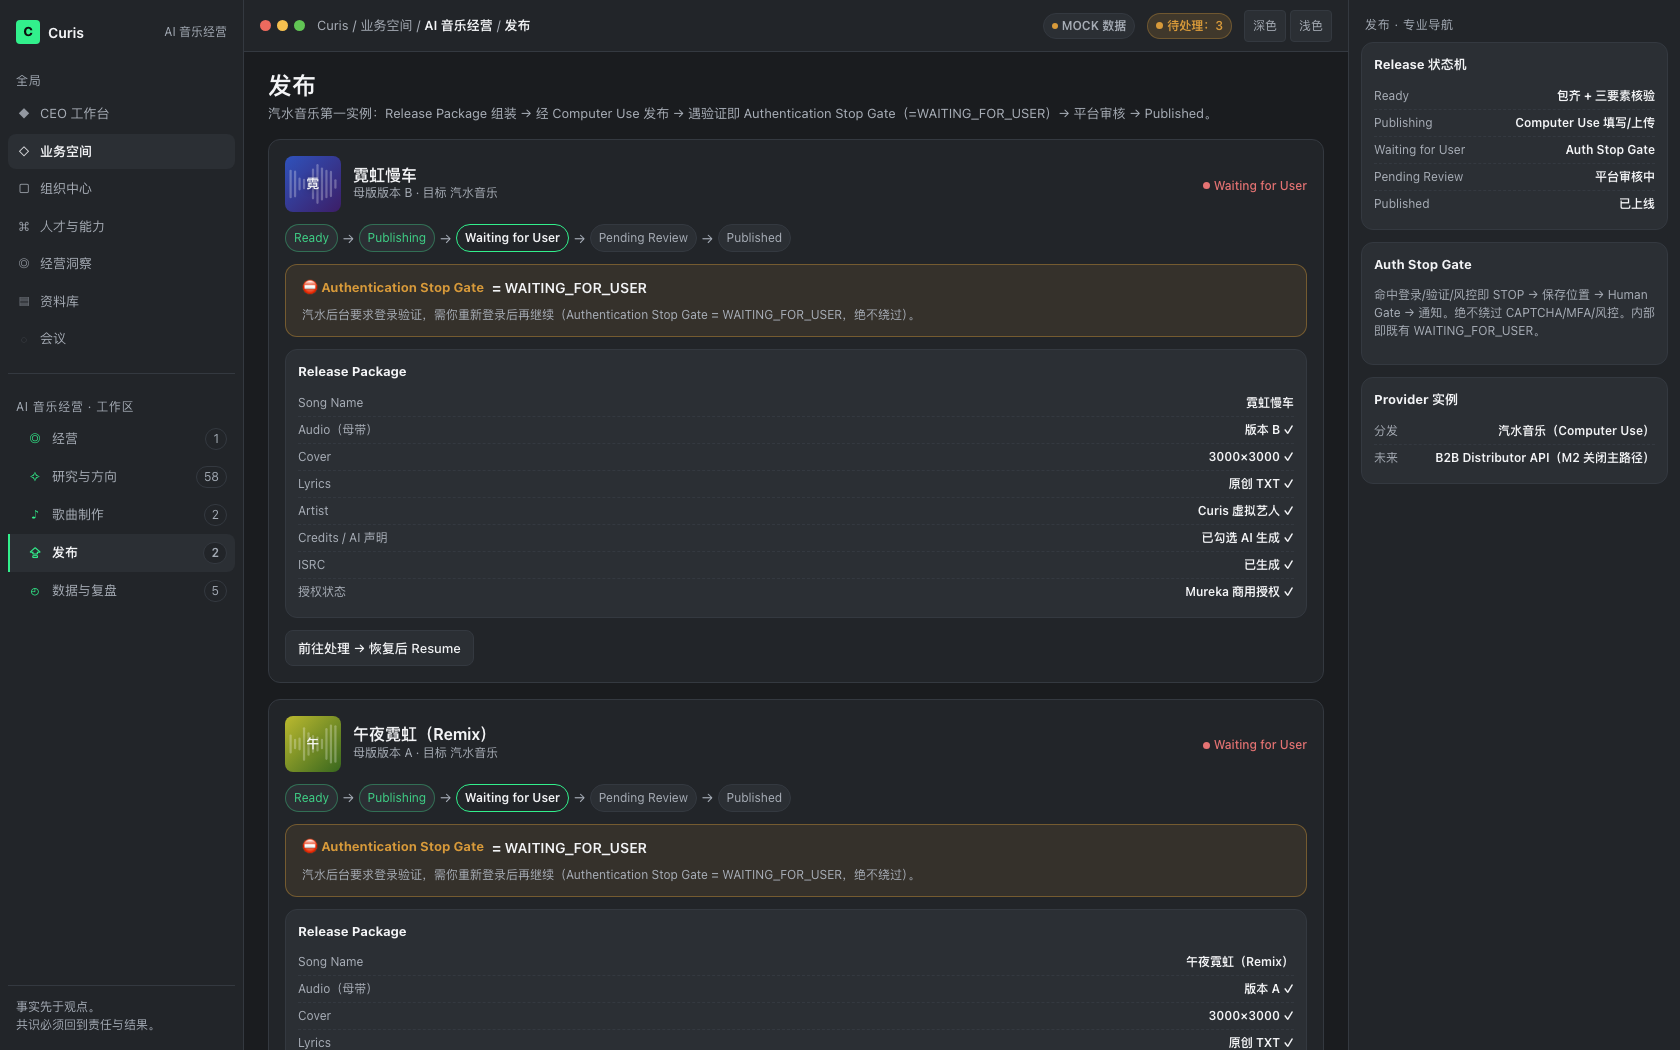 C Curis AI 音乐经营
全局
CEO 工作台
业务空间
组织中心
人才与能力
经营洞察
资料库
会议
AI 音乐经营 · 工作区
经营 1
研究与方向 58
歌曲制作 2
发布 2
数据与复盘 5
事实先于观点。
共识必须回到责任与结果。
Curis / 业务空间 / AI 音乐经营 / 发布
MOCK 数据
待处理：3
深色
浅色
发布
汽水音乐第一实例：Release Package 组装 → 经 Computer Use 发布 → 遇验证即 Authentication Stop Gate（=WAITING_FOR_USER）→ 平台审核 → Published。
霓
霓虹慢车
母版版本 B · 目标 汽水音乐
Waiting for User
Ready → Publishing → Waiting for User → Pending Review → Published
Authentication Stop Gate = WAITING_FOR_USER
汽水后台要求登录验证，需你重新登录后再继续（Authentication Stop Gate = WAITING_FOR_USER，绝不绕过）。
Release Package
Song Name 霓虹慢车
Audio（母带） 版本 B ✓
Cover 3000×3000 ✓
Lyrics 原创 TXT ✓
Artist Curis 虚拟艺人 ✓
Credits / AI 声明 已勾选 AI 生成 ✓
ISRC 已生成 ✓
授权状态 Mureka 商用授权 ✓
前往处理 → 恢复后 Resume
午
午夜霓虹（Remix）
母版版本 A · 目标 汽水音乐
Waiting for User
Ready → Publishing → Waiting for User → Pending Review → Published
Authentication Stop Gate = WAITING_FOR_USER
汽水后台要求登录验证，需你重新登录后再继续（Authentication Stop Gate = WAITING_FOR_USER，绝不绕过）。
Release Package
Song Name 午夜霓虹（Remix）
Audio（母带） 版本 A ✓
Cover 3000×3000 ✓
Lyrics 原创 TXT ✓
发布 · 专业导航
Release 状态机
Ready 包齐 + 三要素核验
Publishing Computer Use 填写/上传
Waiting for User Auth Stop Gate
Pending Review 平台审核中
Published 已上线
Auth Stop Gate
命中登录/验证/风控即 STOP → 保存位置 → Human
Gate → 通知。绝不绕过 CAPTCHA/MFA/风控。内部
即既有 WAITING_FOR_USER。
Provider 实例
分发 汽水音乐（Computer Use）
未来 B2B Distributor API（M2 关闭主路径）